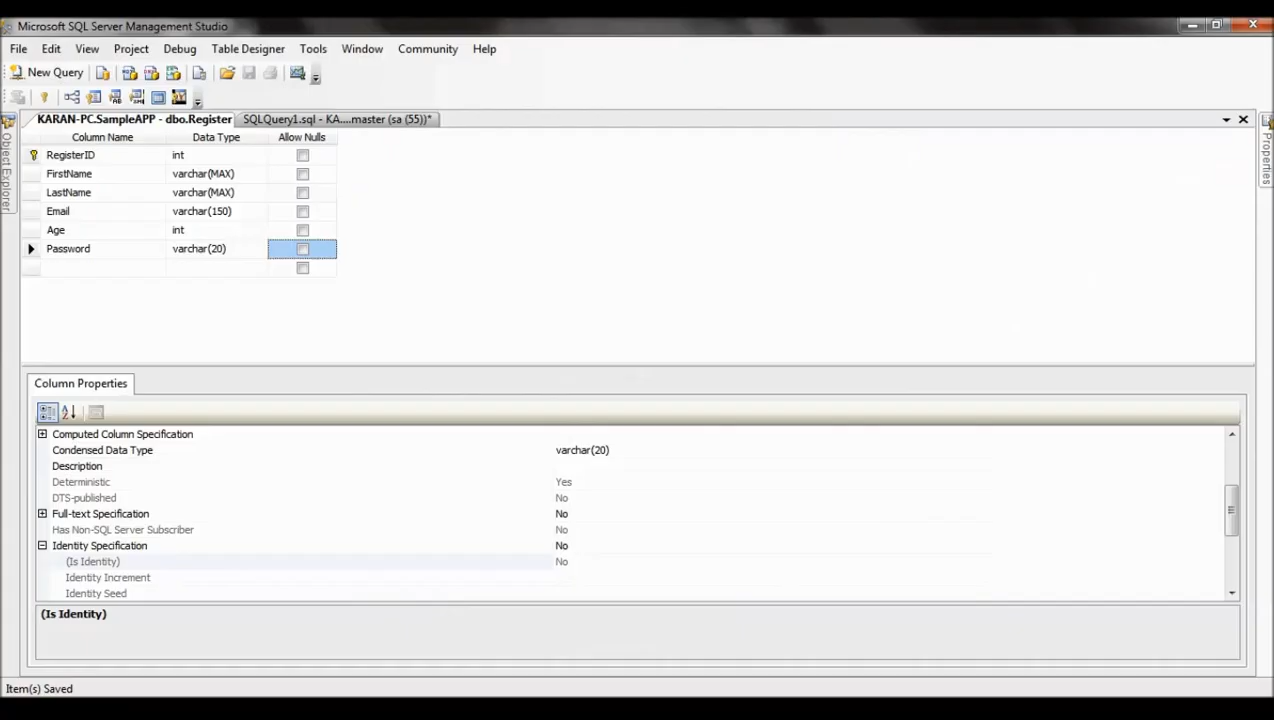 Microsoft SQL Server Management Studio
File Edit View Project Debug Table Designer Tools Window Community Help
New Query
KARAN-PC.SampleAPP - dbo.Register SQLQuery1.sql - KA....master (sa (55))*
Object Explorer
Properties
Column Name Data Type Allow Nulls
RegisterID int
FirstName varchar(MAX)
LastName varchar(MAX)
Email varchar(150)
Age int
Password varchar(20)
Column Properties
Computed Column Specification
Condensed Data Type varchar(20)
Description
Deterministic Yes
DTS-published No
Full-text Specification No
Has Non-SQL Server Subscriber No
Identity Specification No
(Is Identity) No
Identity Increment
Identity Seed
(Is Identity)
Item(s) Saved